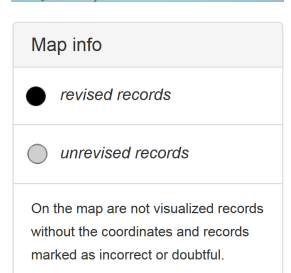 Map info
revised records
unrevised records
On the map are not visualized records
without the coordinates and records
marked as incorrect or doubtful.